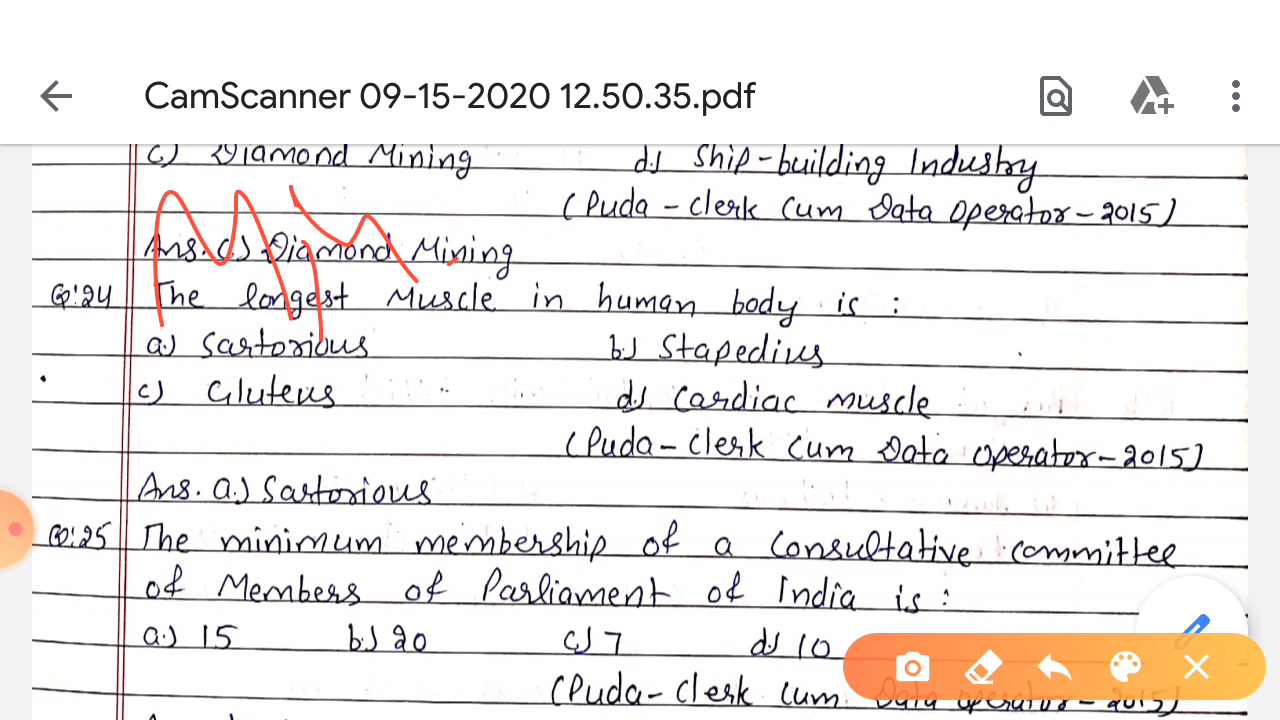 CamScanner 09-15-2020 12.50.35.pdf
c) Diamond Mining d.) Ship-building Industry
(Puda - Clerk Cum Data Operator - 2015)
Ans. c.) Diamond Mining
Q:24 The longest Muscle in human body is :
a.) Sartorious b.) Stapedius
c) Gluteus d) Cardiac muscle
(Puda - Clerk Cum Data Operator - 2015)
Ans. a.) Sartorious
Q:25 The minimum membership of a Consultative committee
of Members of Parliament of India is :
a.) 15 b.) 20 c) 7 d) 10
(Puda - Clerk Cum Data Operator - 2015)